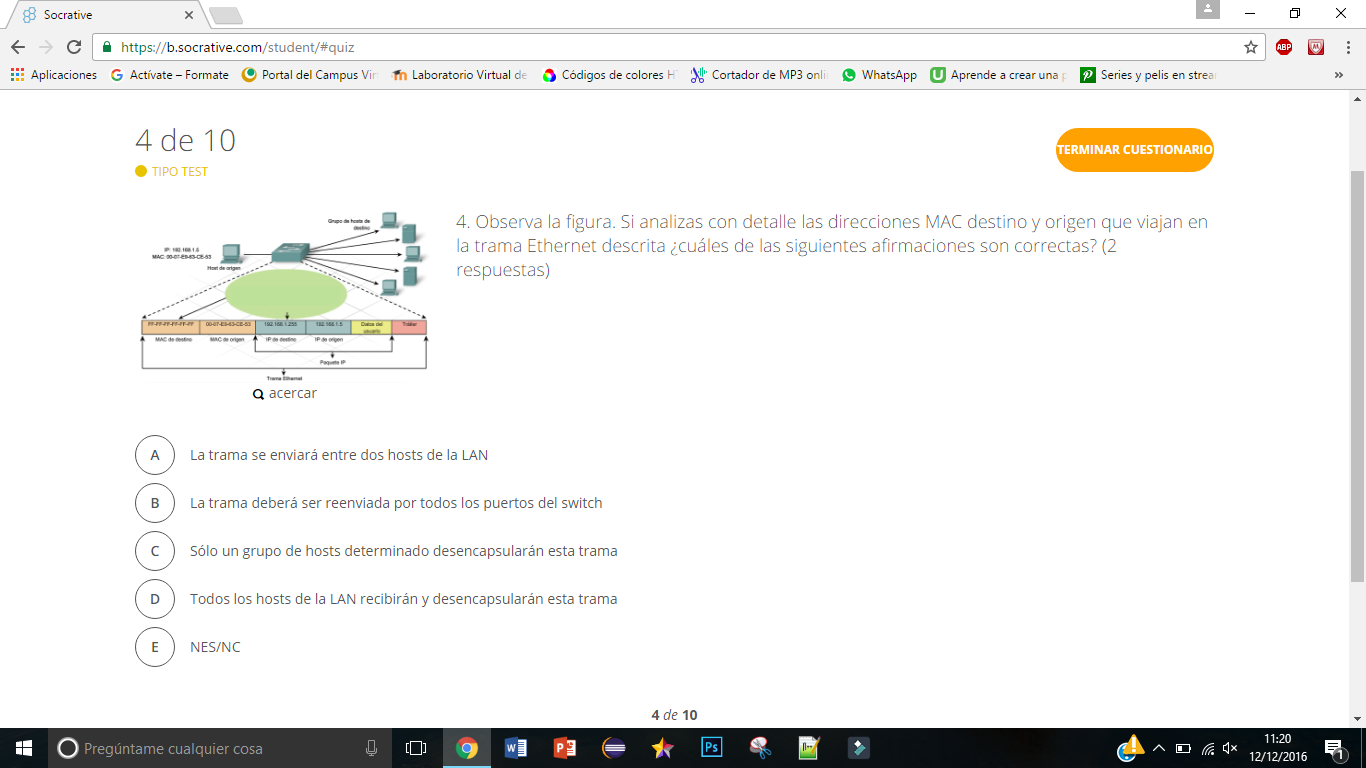 Socrative
https://b.socrative.com/student/#quiz
Aplicaciones
Actívate – Formate
Portal del Campus Vir
Laboratorio Virtual de
Códigos de colores H
Cortador de MP3 onli
WhatsApp
Aprende a crear una p
Series y pelis en strea
»
4 de 10
TIPO TEST
TERMINAR CUESTIONARIO
Grupo de hosts de
destino
IP: 192.168.1.5
MAC: 00-07-E9-63-CE-53
Host de origen
FF-FF-FF-FF-FF-FF 00-07-E9-63-CE-53 192.168.1.255 192.168.1.5 Datos del usuario Tráiler
MAC de destino MAC de origen IP de destino IP de origen
Paquete IP
Trama Ethernet
acercar
4. Observa la figura. Si analizas con detalle las direcciones MAC destino y origen que viajan en
la trama Ethernet descrita ¿cuáles de las siguientes afirmaciones son correctas? (2
respuestas)
A La trama se enviará entre dos hosts de la LAN
B La trama deberá ser reenviada por todos los puertos del switch
C Sólo un grupo de hosts determinado desencapsularán esta trama
D Todos los hosts de la LAN recibirán y desencapsularán esta trama
E NES/NC
4 de 10
Pregúntame cualquier cosa
11:20
12/12/2016
1